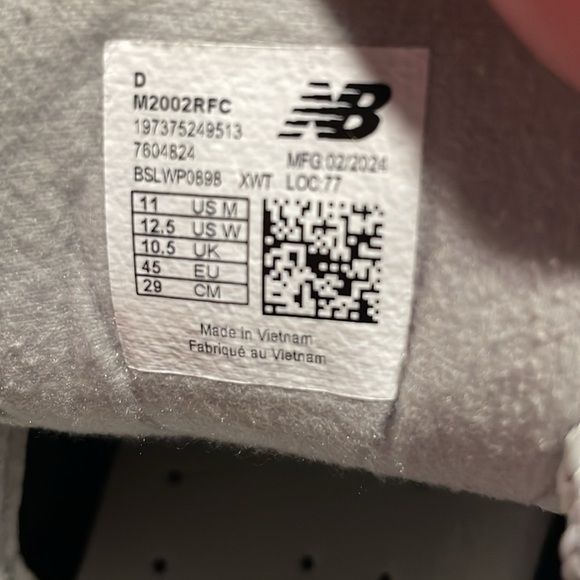 D
M2002RFC
197375249513
7604824
BSLWP0898 XWT
NB
MFG 02/2024
LOC:77
11 US M
12.5 US W
10.5 UK
45 EU
29 CM
Made in Vietnam
Fabriqué au Vietnam